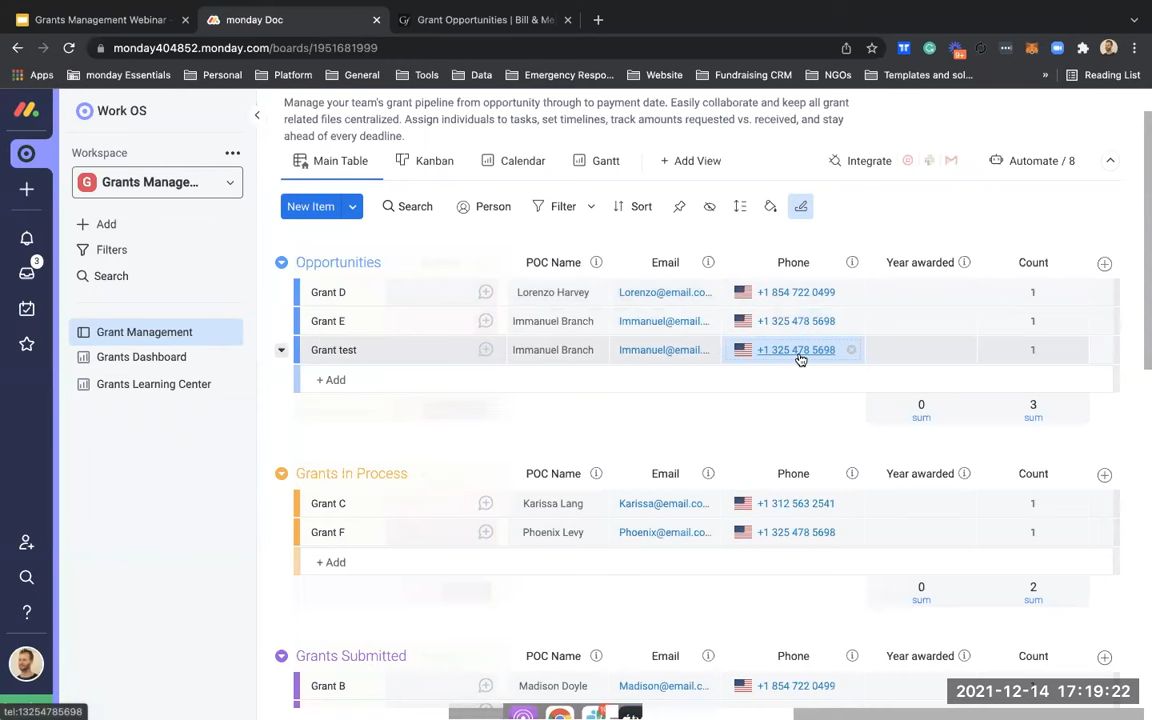 Grants Management Webinar
monday Doc
Grant Opportunities | Bill & Me
monday404852.monday.com/boards/1951681999
9+
Apps
monday Essentials
Personal
Platform
General
Tools
Data
Emergency Respo...
Website
Fundraising CRM
NGOs
Templates and sol...
»
Reading List
Work OS
Workspace
G Grants Manage...
Add
Filters
Search
3
Grant Management
Grants Dashboard
Grants Learning Center
?
Manage your team's grant pipeline from opportunity through to payment date. Easily collaborate and keep all grant
related files centralized. Assign individuals to tasks, set timelines, track amounts requested vs. received, and stay
ahead of every deadline.
Main Table
Kanban
Calendar
Gantt
+ Add View
Integrate
Automate / 8
New Item
Search
Person
Filter
Sort
Opportunities POC Name Email Phone Year awarded Count
Grant D Lorenzo Harvey Lorenzo@email.co... +1 854 722 0499 1
Grant E Immanuel Branch Immanuel@email.... +1 325 478 5698 1
Grant test Immanuel Branch Immanuel@email.... +1 325 478 5698 1
+ Add
0 3
sum sum
Grants In Process POC Name Email Phone Year awarded Count
Grant C Karissa Lang Karissa@email.co... +1 312 563 2541 1
Grant F Phoenix Levy Phoenix@email.co... +1 325 478 5698 1
+ Add
0 2
sum sum
Grants Submitted POC Name Email Phone Year awarded Count
Grant B Madison Doyle Madison@email.co... +1 854 722 0499
2021-12-14 17:19:22
tel:13254785698